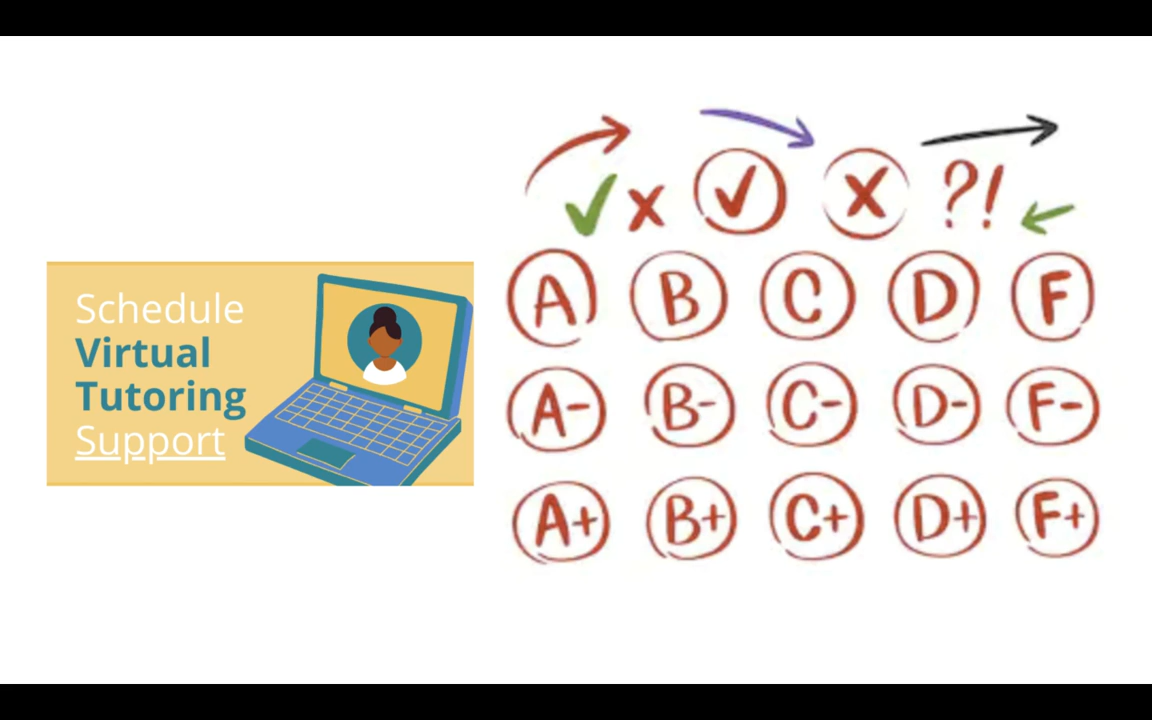 Schedule
Virtual
Tutoring
Support
?!
A B C D F
A- B- C- D- F-
A+ B+ C+ D+ F+